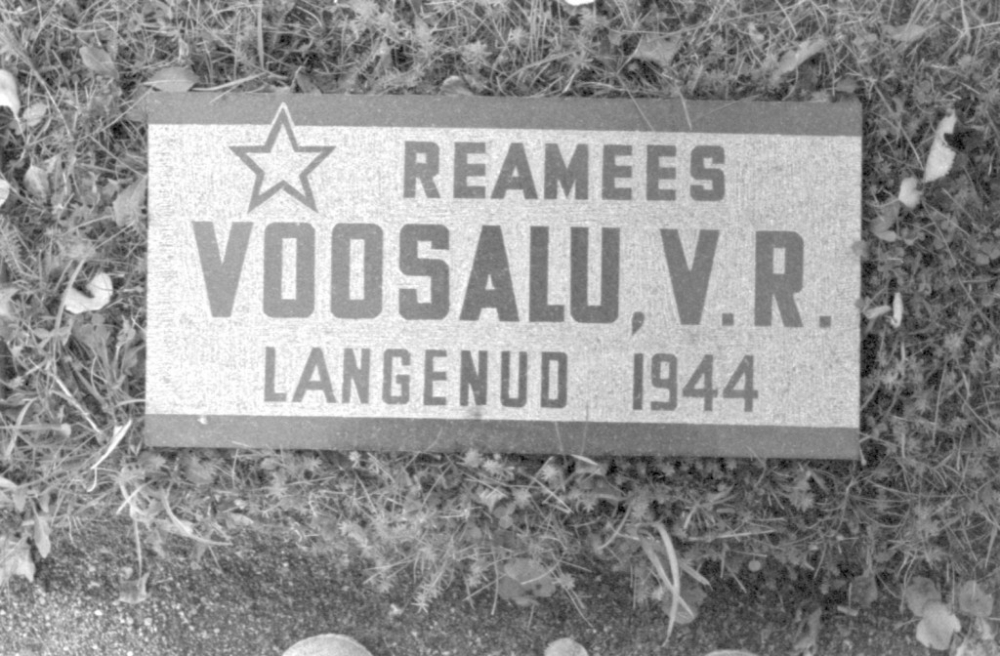 REAMEES
VOOSALU, V.R.
LANGENUD 1944